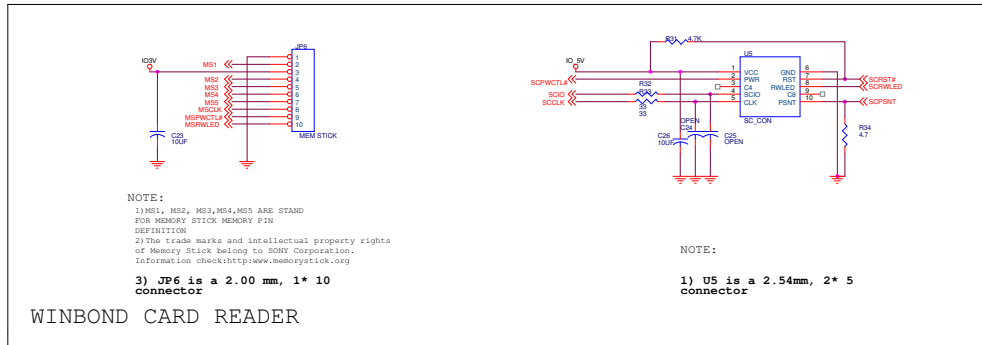 JP6
IO3V
MS1
MS2
MS3
MS4
MS5
MSCLK
MSPWCTL#
MSRWLED
1
2
3
4
5
6
7
8
9
10
MEM STICK
C23
10UF
NOTE:
1)MS1, MS2, MS3,MS4,MS5 ARE STAND
FOR MEMORY STICK MEMORY PIN
DEFINITION
2)The trade marks and intellectual property rights
of Memory Stick belong to SONY Corporation.
Information check:http:www.memorystick.org
3) JP6 is a 2.00 mm, 1* 10
connector
R31 4.7K
U5
IO_5V
SCPWCTL#
SCIO
SCCLK
R32
R33
33
33
1 VCC GND 6
2 PWR RST 7
3 C4 RWLED 8
4 SCIO C8 9
5 CLK PSNT 10
SC_CON
SCRST#
SCRWLED
SCPSNT
OPEN
C24
C26
10UF
C25
OPEN
R34
4.7
NOTE:
1) U5 is a 2.54mm, 2* 5
connector
WINBOND CARD READER